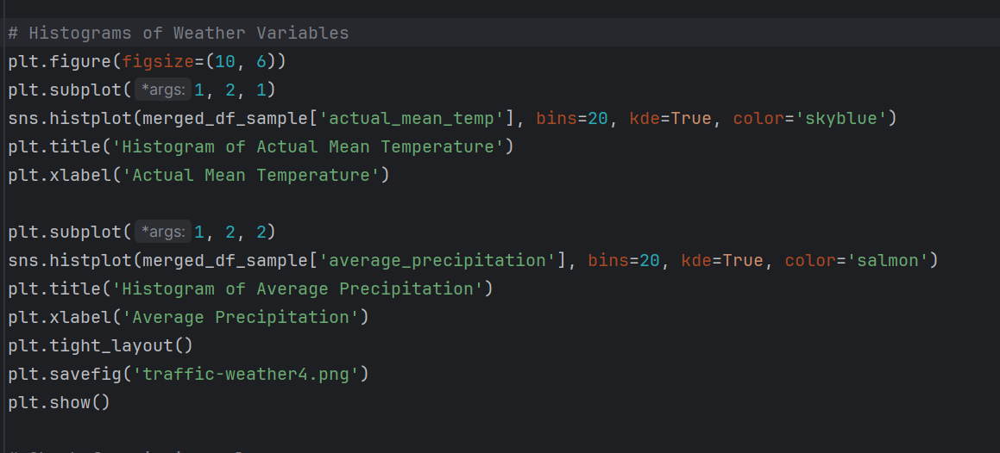 # Histograms of Weather Variables
plt.figure(figsize=(10, 6))
plt.subplot( *args: 1, 2, 1)
sns.histplot(merged_df_sample['actual_mean_temp'], bins=20, kde=True, color='skyblue')
plt.title('Histogram of Actual Mean Temperature')
plt.xlabel('Actual Mean Temperature')
plt.subplot( *args: 1, 2, 2)
sns.histplot(merged_df_sample['average_precipitation'], bins=20, kde=True, color='salmon')
plt.title('Histogram of Average Precipitation')
plt.xlabel('Average Precipitation')
plt.tight_layout()
plt.savefig('traffic-weather4.png')
plt.show()